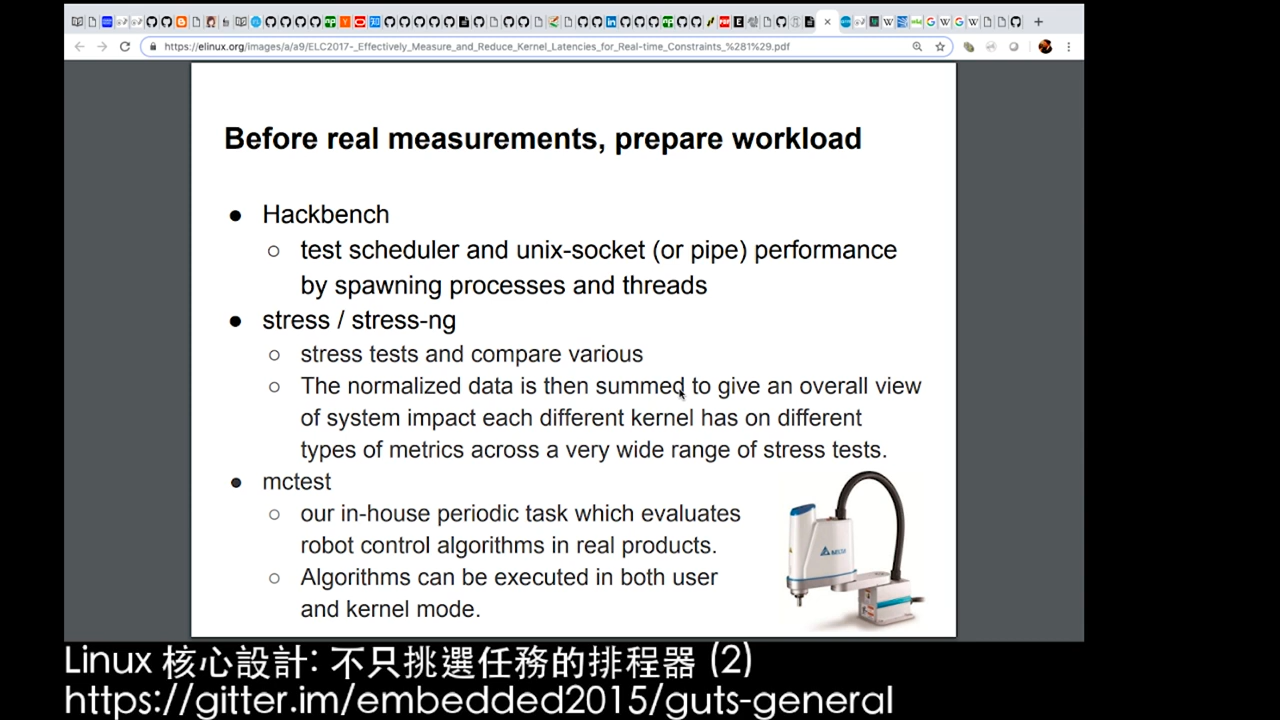 https://elinux.org/images/a/a9/ELC2017-_Effectively_Measure_and_Reduce_Kernel_Latencies_for_Real-time_Constraints_%281%29.pdf
Before real measurements, prepare workload
● Hackbench
○ test scheduler and unix-socket (or pipe) performance
by spawning processes and threads
● stress / stress-ng
○ stress tests and compare various
○ The normalized data is then summed to give an overall view
of system impact each different kernel has on different
types of metrics across a very wide range of stress tests.
● mctest
○ our in-house periodic task which evaluates
robot control algorithms in real products.
○ Algorithms can be executed in both user
and kernel mode.
DELTA
Linux 核心設計: 不只挑選任務的排程器 (2)
https://gitter.im/embedded2015/guts-general